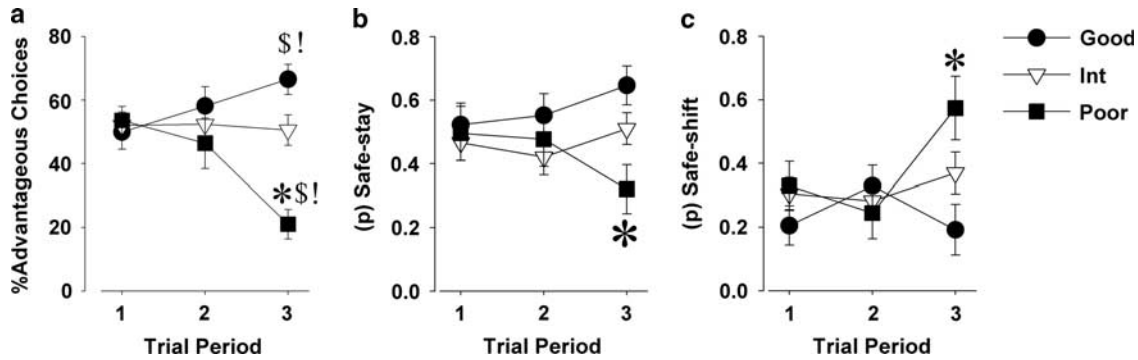 a
%Advantageous Choices
80
60
40
20
0
$!
*$!
1 2 3
Trial Period
b
(p) Safe-stay
0.8
0.6
0.4
0.2
0.0
*
1 2 3
Trial Period
c
(p) Safe-shift
0.8
0.6
0.4
0.2
0.0
*
1 2 3
Trial Period
Good
Int
Poor